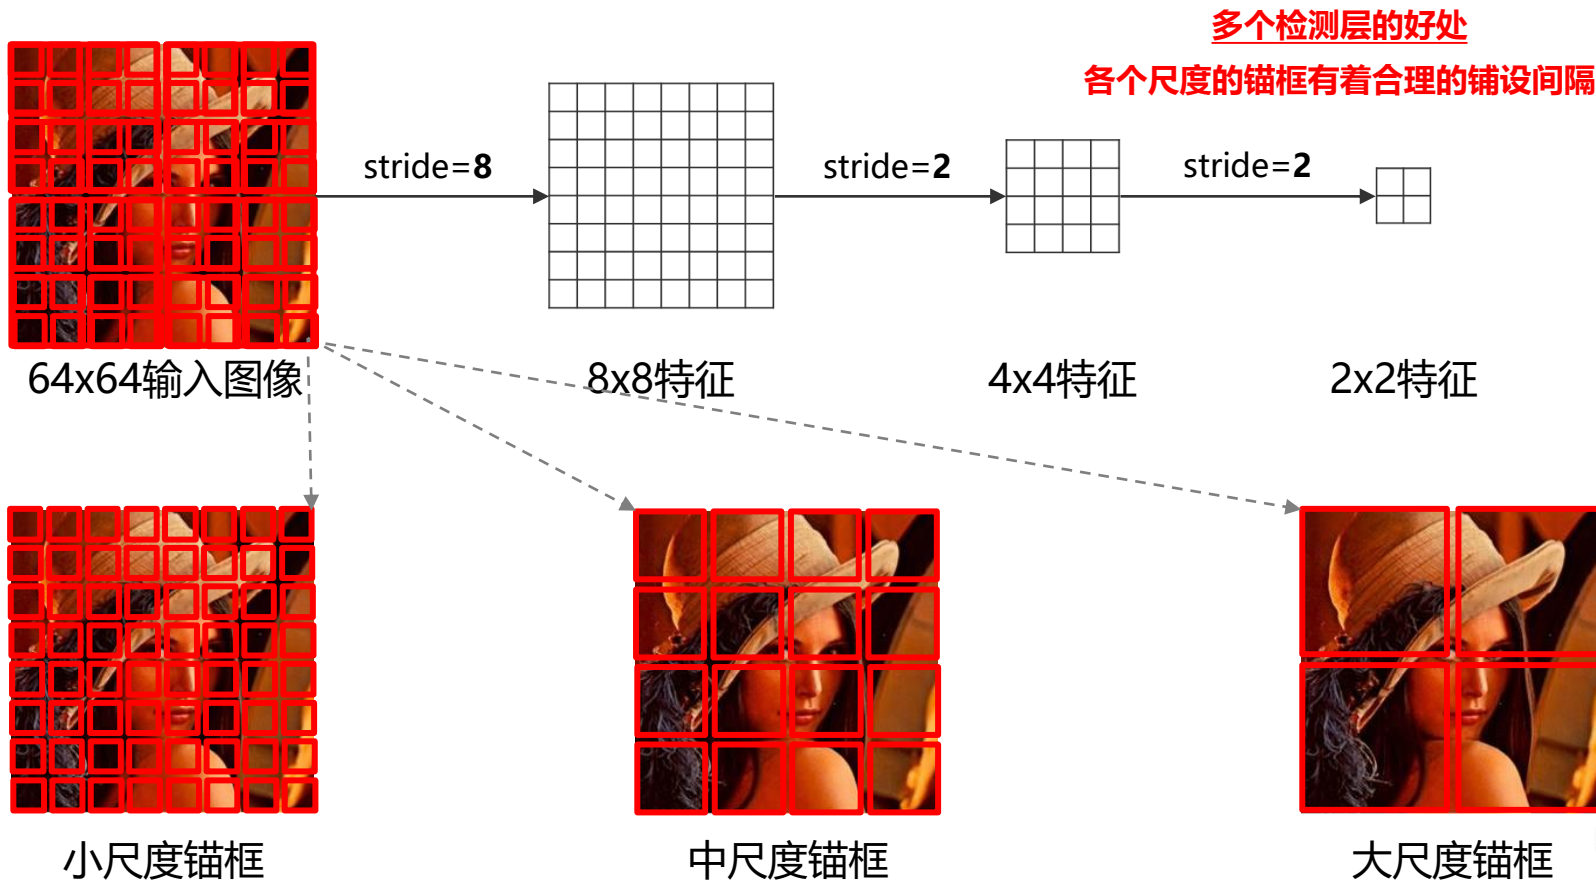 多个检测层的好处
各个尺度的锚框有着合理的铺设间隔
stride=8
stride=2
stride=2
64x64输入图像
8x8特征
4x4特征
2x2特征
小尺度锚框
中尺度锚框
大尺度锚框